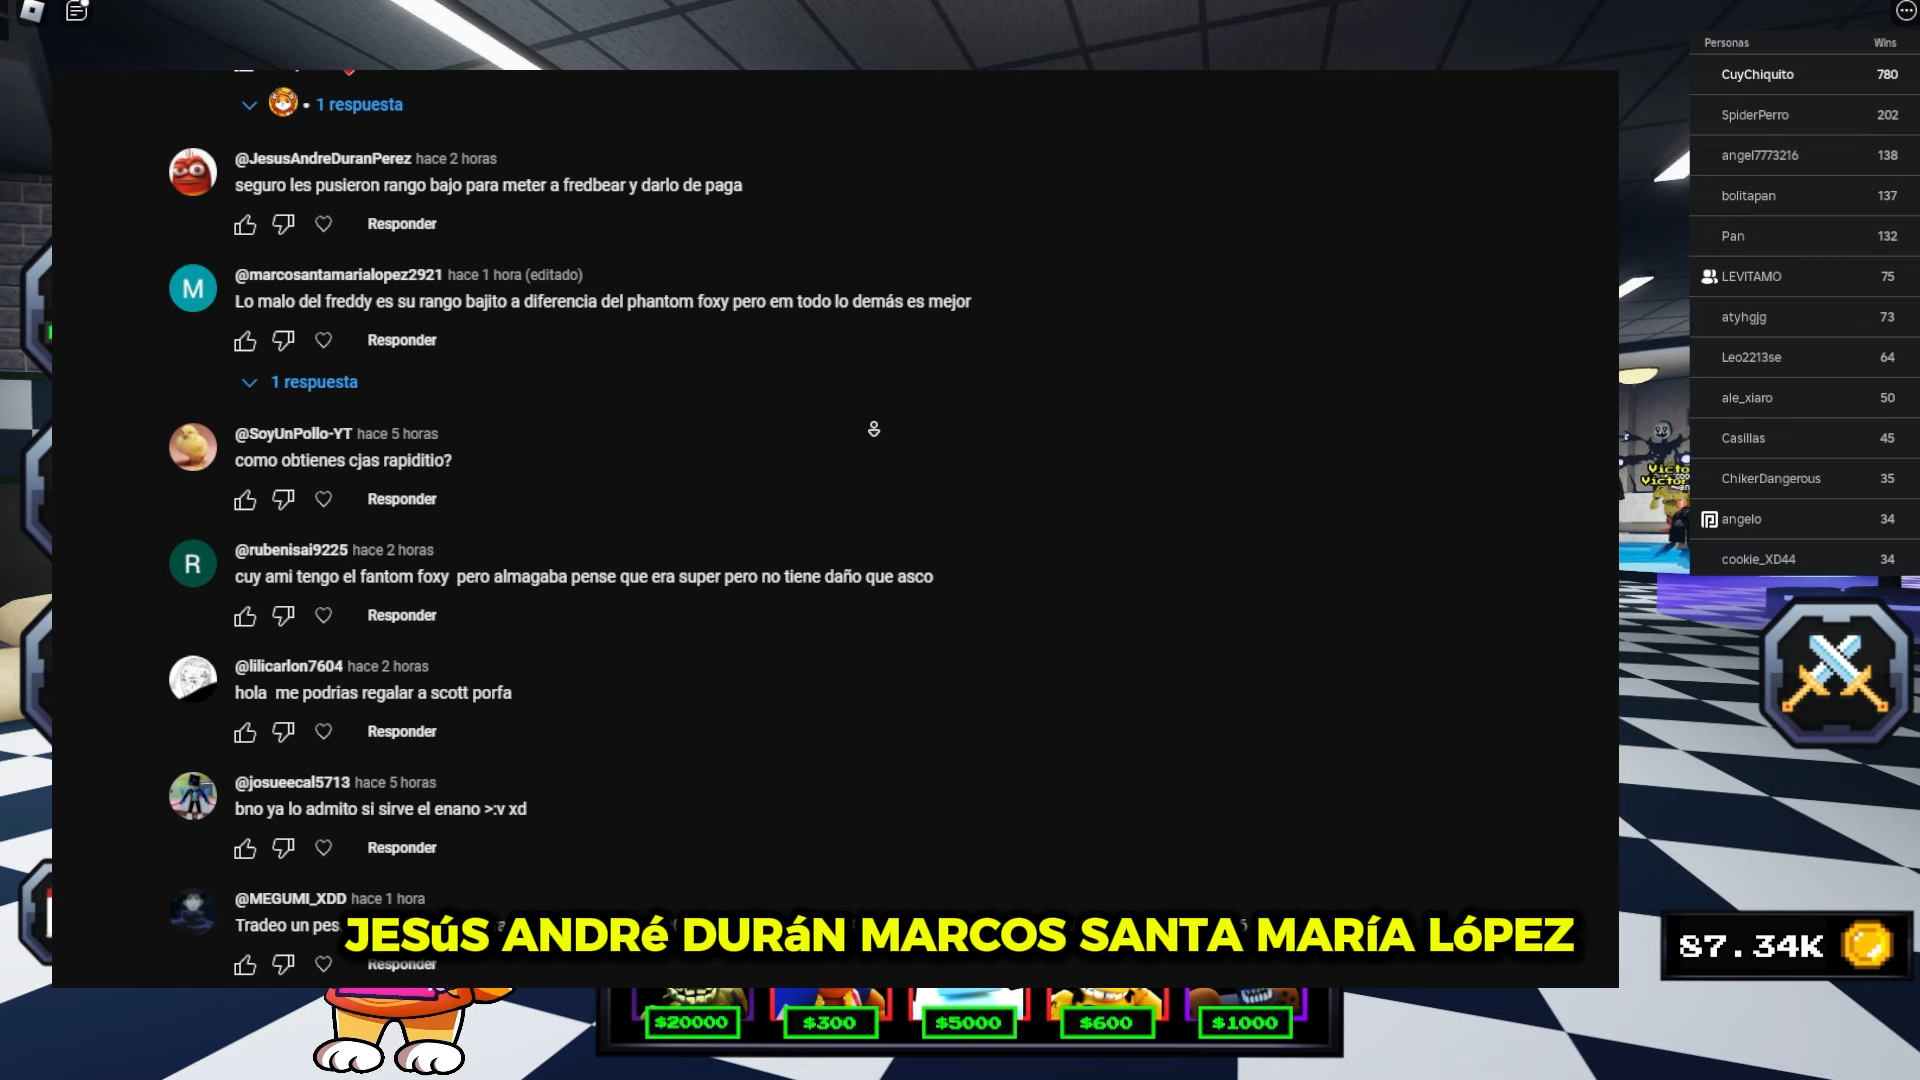 1 respuesta
@JesusAndreDuranPerez hace 2 horas
seguro les pusieron rango bajo para meter a fredbear y darlo de paga
Responder
@marcosantamarialopez2921 hace 1 hora (editado)
Lo malo del freddy es su rango bajito a diferencia del phantom foxy pero em todo lo demás es mejor
Responder
1 respuesta
@SoyUnPollo-YT hace 5 horas
como obtienes cjas rapiditio?
Responder
@rubenisai9225 hace 2 horas
cuy ami tengo el fantom foxy pero almagaba pense que era super pero no tiene daño que asco
Responder
@lilicarlon7604 hace 2 horas
hola me podrias regalar a scott porfa
Responder
@josueecal5713 hace 5 horas
bno ya lo admito si sirve el enano >:v xd
Responder
@MEGUMI_XDD hace 1 hora
Tradeo un
JESúS ANDRé DURáN MARCOS SANTA MARíA LóPEZ
Responder
M
R
Personas Wins
CuyChiquito 780
SpiderPerro 202
angel7773216 138
bolitapan 137
Pan 132
LEVITAMO 75
atyhgjg 73
Leo2213se 64
ale_xiaro 50
Casillas 45
ChikerDangerous 35
angelo 34
cookie_XD44 34
87.34K
$20000 $300 $5000 $600 $1000